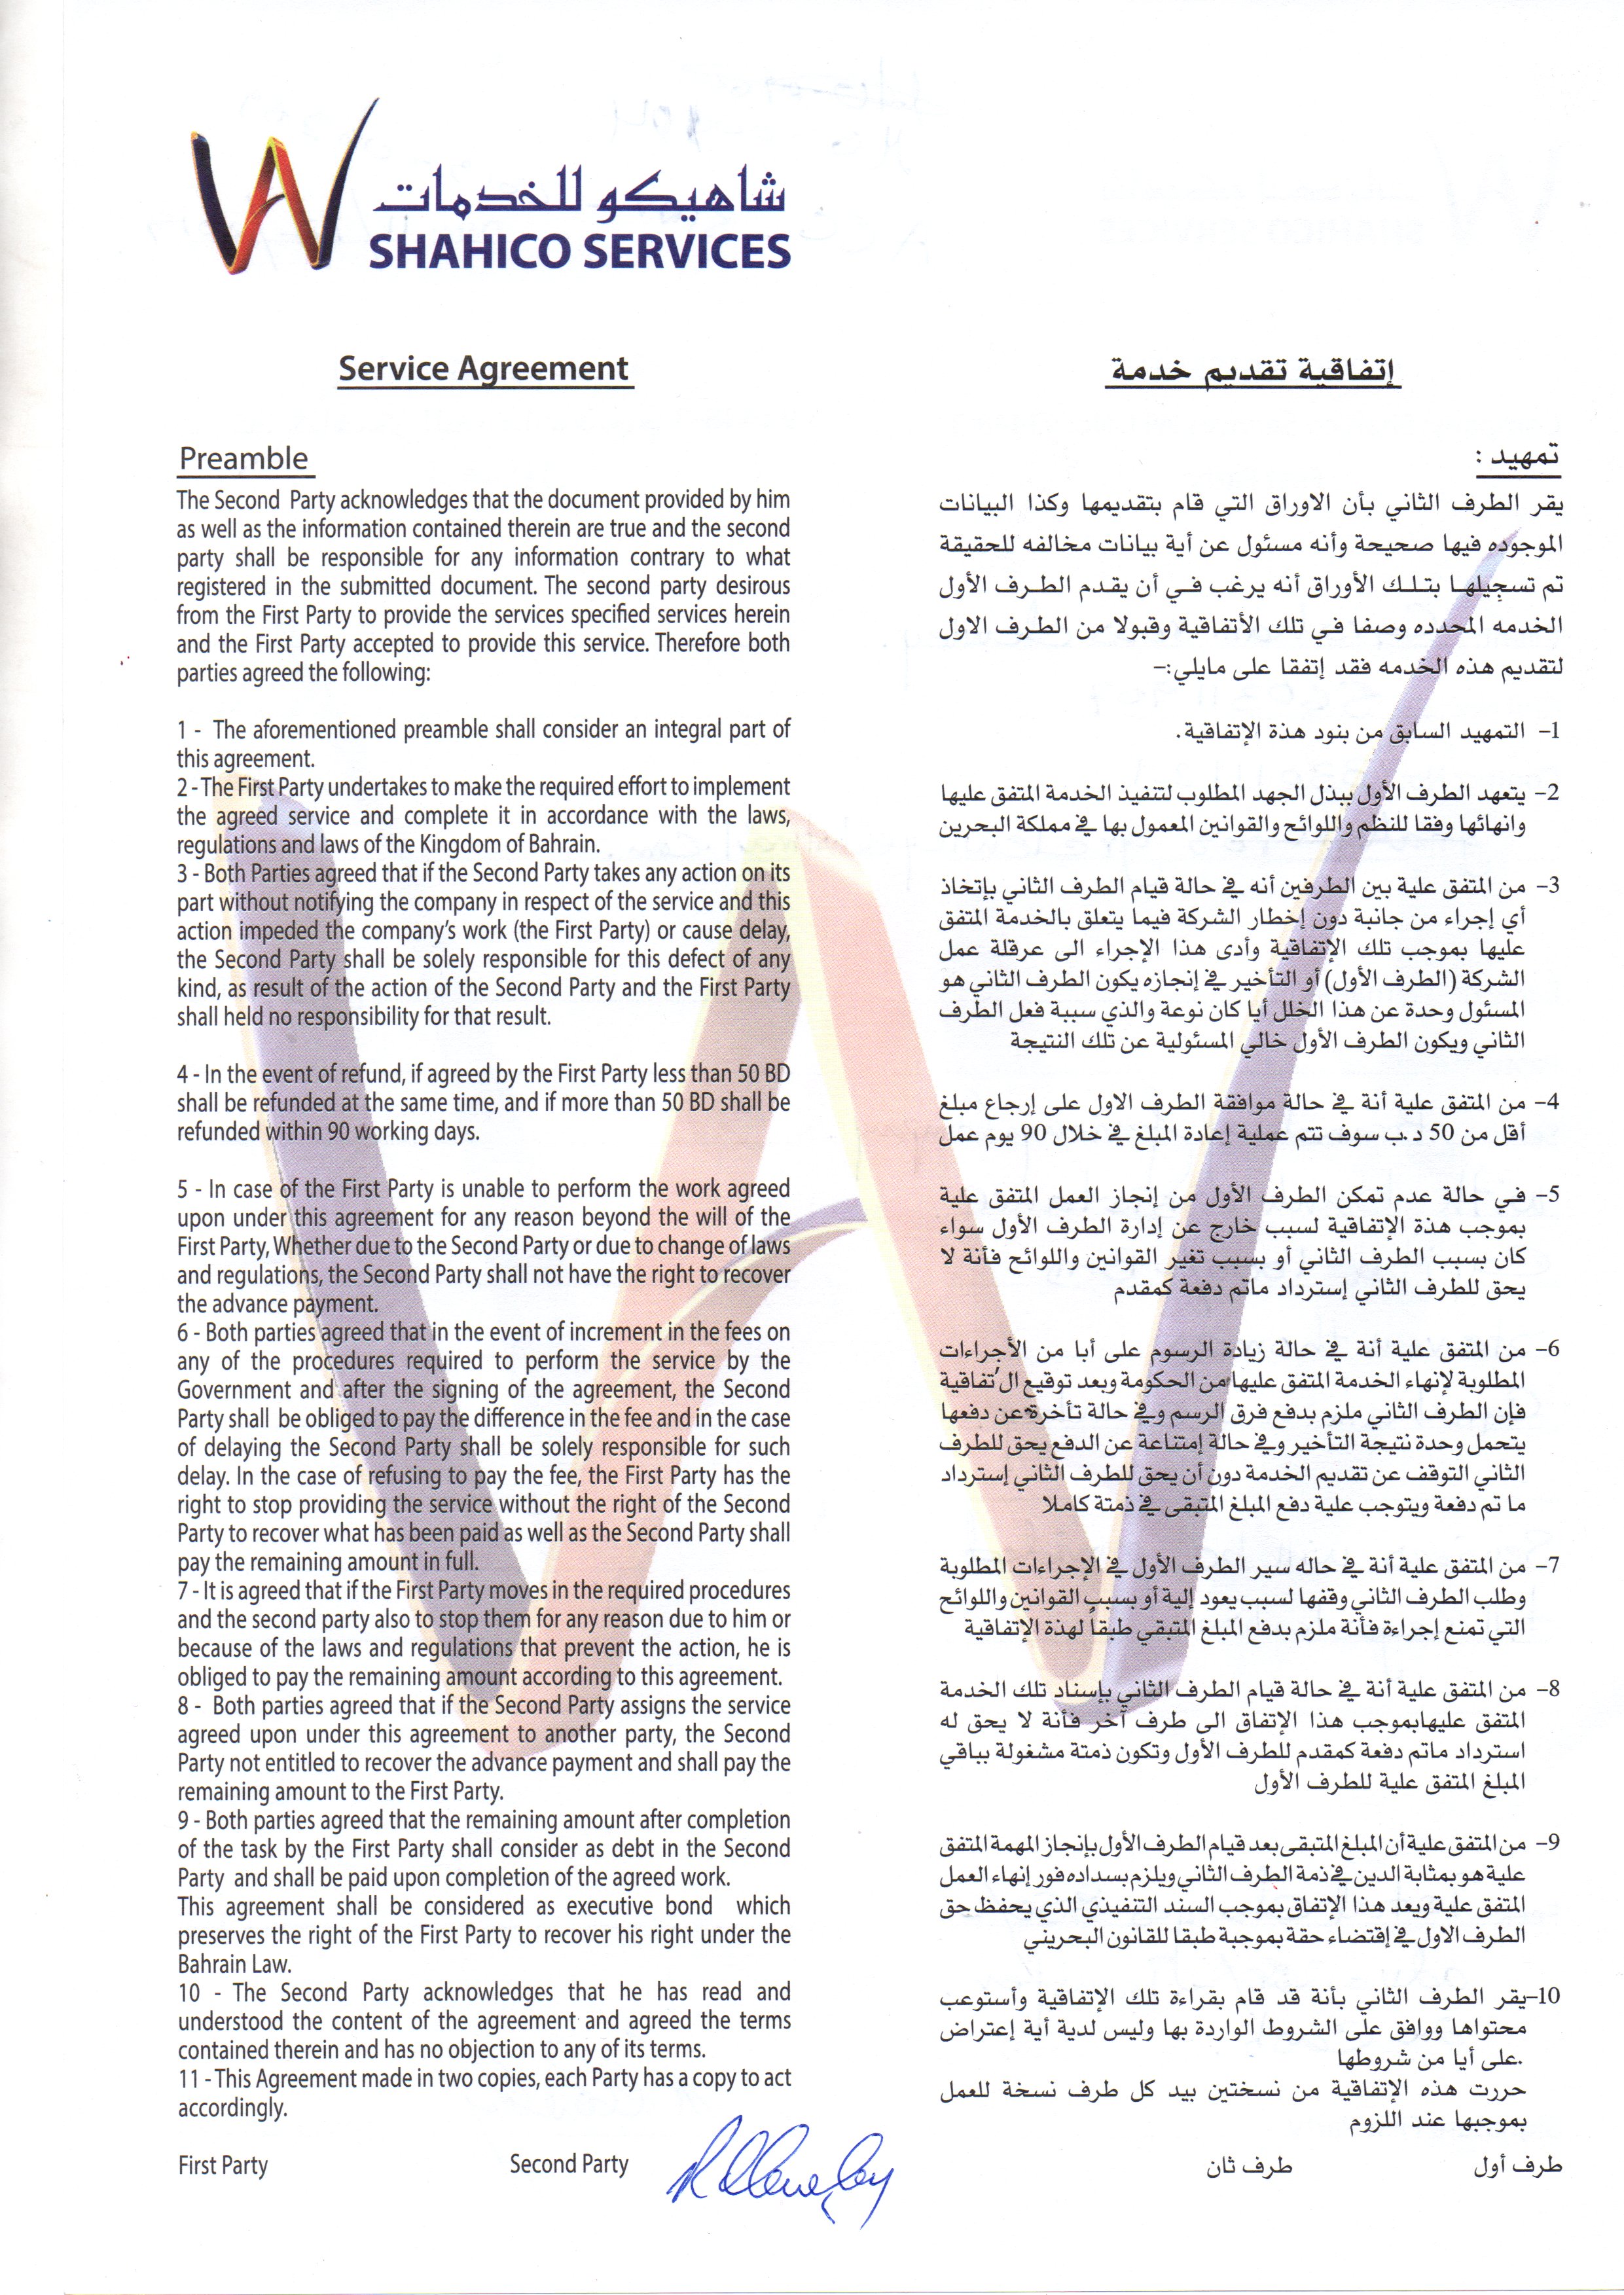 شاهيكو للخدمات
SHAHICO SERVICES
Service Agreement
Preamble
The Second Party acknowledges that the document provided by him
as well as the information contained therein are true and the second
party shall be responsible for any information contrary to what
registered in the submitted document. The second party desirous
from the First Party to provide the services specified services herein
and the First Party accepted to provide this service. Therefore both
parties agreed the following:
1 - The aforementioned preamble shall consider an integral part of
this agreement.
2 - The First Party undertakes to make the required effort to implement
the agreed service and complete it in accordance with the laws,
regulations and laws of the Kingdom of Bahrain.
3 - Both Parties agreed that if the Second Party takes any action on its
part without notifying the company in respect of the service and this
action impeded the company's work (the First Party) or cause delay,
the Second Party shall be solely responsible for this defect of any
kind, as result of the action of the Second Party and the First Party
shall held no responsibility for that result.
4 - In the event of refund, if agreed by the First Party less than 50 BD
shall be refunded at the same time, and if more than 50 BD shall be
refunded within 90 working days.
5 - In case of the First Party is unable to perform the work agreed
upon under this agreement for any reason beyond the will of the
First Party, Whether due to the Second Party or due to change of laws
and regulations, the Second Party shall not have the right to recover
the advance payment.
6 - Both parties agreed that in the event of increment in the fees on
any of the procedures required to perform the service by the
Government and after the signing of the agreement, the Second
Party shall be obliged to pay the difference in the fee and in the case
of delaying the Second Party shall be solely responsible for such
delay. In the case of refusing to pay the fee, the First Party has the
right to stop providing the service without the right of the Second
Party to recover what has been paid as well as the Second Party shall
pay the remaining amount in full.
7 - It is agreed that if the First Party moves in the required procedures
and the second party also to stop them for any reason due to him or
because of the laws and regulations that prevent the action, he is
obliged to pay the remaining amount according to this agreement.
8 - Both parties agreed that if the Second Party assigns the service
agreed upon under this agreement to another party, the Second
Party not entitled to recover the advance payment and shall pay the
remaining amount to the First Party.
9 - Both parties agreed that the remaining amount after completion
of the task by the First Party shall consider as debt in the Second
Party and shall be paid upon completion of the agreed work.
This agreement shall be considered as executive bond which
preserves the right of the First Party to recover his right under the
Bahrain Law.
10 - The Second Party acknowledges that he has read and
understood the content of the agreement and agreed the terms
contained therein and has no objection to any of its terms.
11 - This Agreement made in two copies, each Party has a copy to act
accordingly.
First Party
Second Party
إتفاقية تقديم خدمة
تمهيد :
يقر الطرف الثاني بأن الاوراق التي قام بتقديمها وكذا البيانات
الموجوده فيها صحيحة وأنه مسئول عن أية بيانات مخالفه للحقيقة
تم تسجيلها بتلك الأوراق أنه يرغب في أن يقدم الطرف الأول
الخدمه المحدده وصفا في تلك الأتفاقية وقبولا من الطرف الاول
لتقديم هذه الخدمه فقد إتفقا على مايلي:-
1- التمهيد السابق من بنود هذة الإتفاقية.
2- يتعهد الطرف الأول ببذل الجهد المطلوب لتنفيذ الخدمة المتفق عليها
وانهائها وفقا للنظم واللوائح والقوانين المعمول بها في مملكة البحرين
3- من المتفق علية بين الطرفين أنه في حالة قيام الطرف الثاني بإتخاذ
أي إجراء من جانبة دون إخطار الشركة فيما يتعلق بالخدمة المتفق
عليها بموجب تلك الإتفاقية وأدى هذا الإجراء الى عرقلة عمل
الشركة (الطرف الأول) أو التأخير في إنجازه يكون الطرف الثاني هو
المسئول وحدة عن هذا الخلل أيا كان نوعة والذي سببة فعل الطرف
الثاني ويكون الطرف الأول خالي المسئولية عن تلك النتيجة
4- من المتفق علية أنة في حالة موافقة الطرف الاول على إرجاع مبلغ
أقل من 50 د.ب سوف تتم عملية إعادة المبلغ في خلال 90 يوم عمل
5- في حالة عدم تمكن الطرف الأول من إنجاز العمل المتفق علية
بموجب هذة الإتفاقية لسبب خارج عن إدارة الطرف الأول سواء
كان بسبب الطرف الثاني أو بسبب تغير القوانين واللوائح فأنة لا
يحق للطرف الثاني إسترداد ماتم دفعة كمقدم
6- من المتفق علية أنة في حالة زيادة الرسوم على أبا من الأجراءات
المطلوبة لإنهاء الخدمة المتفق عليها من الحكومة وبعد توقيع ال'تفاقية
فإن الطرف الثاني ملزم بدفع فرق الرسم وفي حالة تأخرة عن دفعها
يتحمل وحدة نتيجة التأخير وفي حالة إمتناعة عن الدفع يحق للطرف
الثاني التوقف عن تقديم الخدمة دون أن يحق للطرف الثاني إسترداد
ما تم دفعة ويتوجب علية دفع المبلغ المتبقى في ذمتة كاملا
7- من المتفق علية أنة في حاله سير الطرف الأول في الإجراءات المطلوبة
وطلب الطرف الثاني وقفها لسبب يعود إلية أو بسبب القوانين واللوائح
التي تمنع إجراءة فأنة ملزم بدفع المبلغ المتبقي طبقاً لهذة الإتفاقية
8- من المتفق علية أنة في حالة قيام الطرف الثاني بإسناد تلك الخدمة
المتفق عليهابموجب هذا الإتفاق الى طرف آخر فأنة لا يحق له
استرداد ماتم دفعة كمقدم للطرف الأول وتكون ذمتة مشغولة بباقي
المبلغ المتفق علية للطرف الأول
9- من المتفق علية أن المبلغ المتبقى بعد قيام الطرف الأول بإنجاز المهمة المتفق
علية هو بمثابة الدين في ذمة الطرف الثاني ويلزم بسداده فور إنهاء العمل
المتفق علية ويعد هذا الإتفاق بموجب السند التنفيذي الذي يحفظ حق
الطرف الاول في إقتضاء حقة بموجبة طبقا للقانون البحريني
10-يقر الطرف الثاني بأنة قد قام بقراءة تلك الإتفاقية وأستوعب
محتواها ووافق على الشروط الواردة بها وليس لدية أية إعتراض
.على أيا من شروطها
حررت هذه الإتفاقية من نسختين بيد كل طرف نسخة للعمل
بموجبها عند اللزوم
طرف أول
طرف ثان